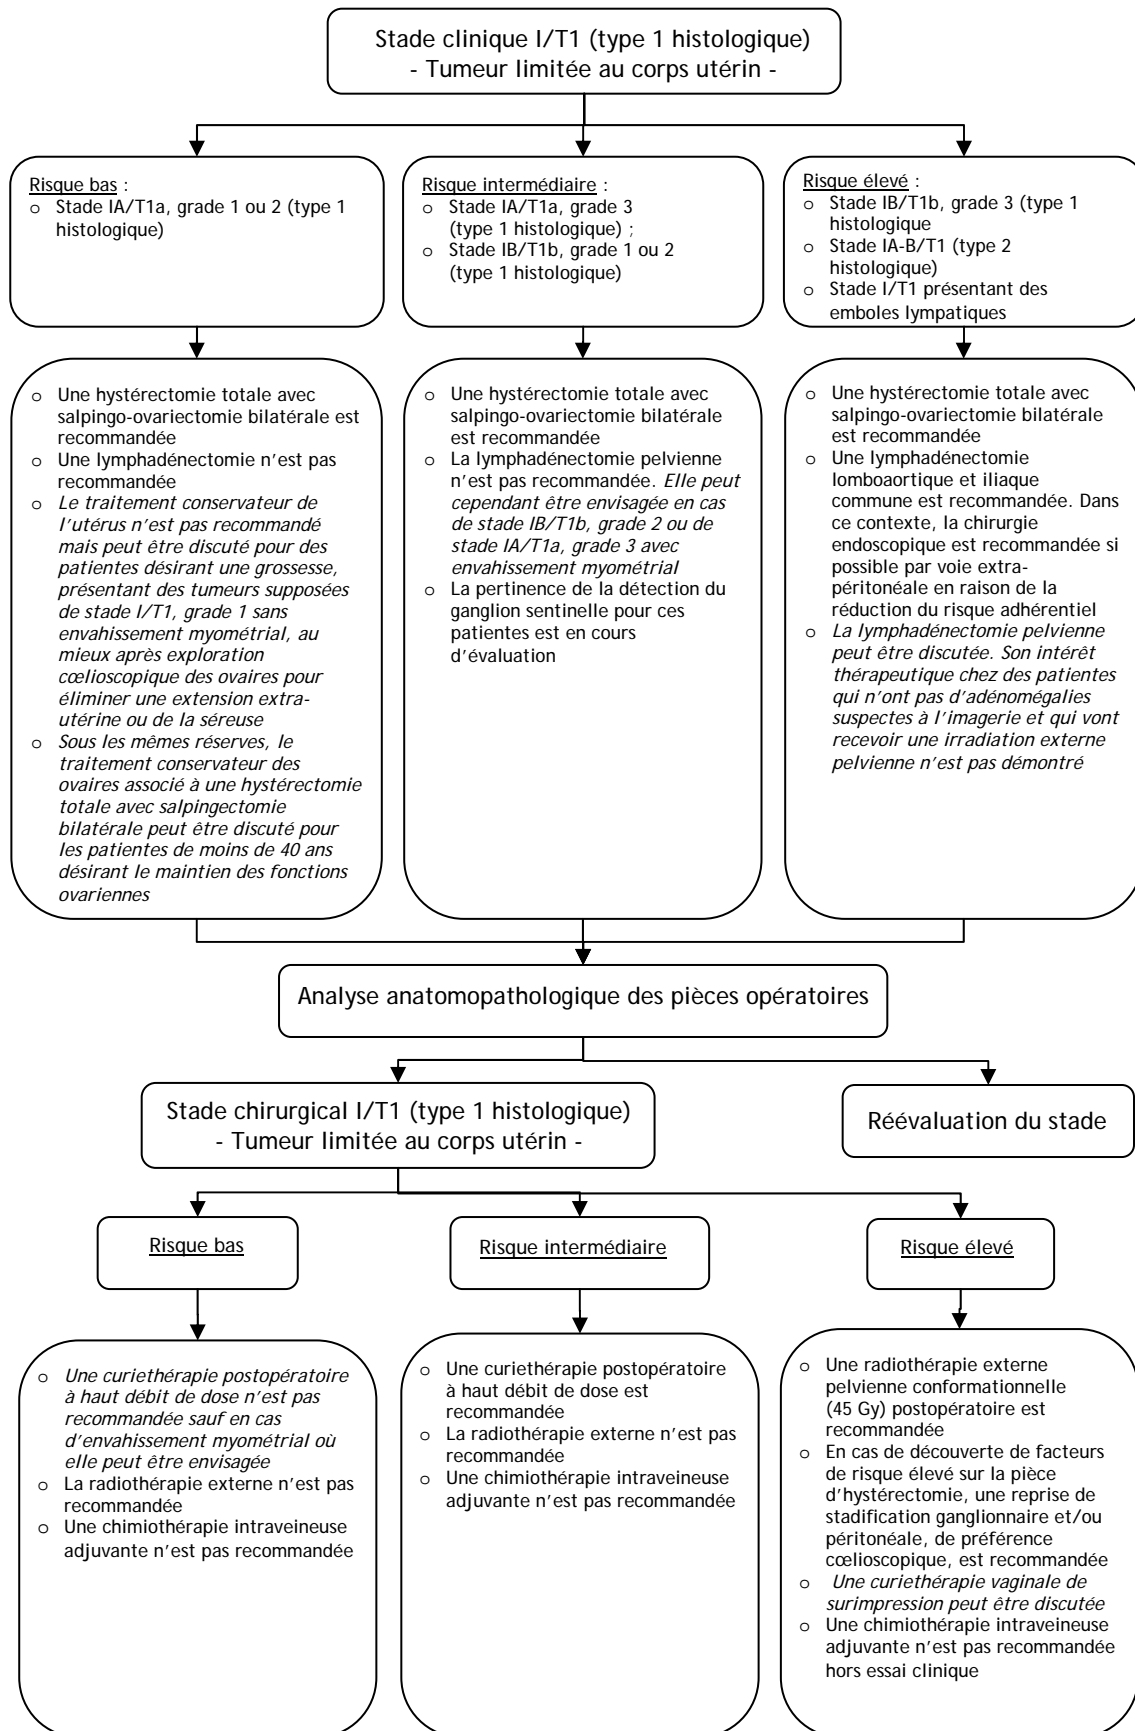 Stade clinique I/T1 (type 1 histologique)
- Tumeur limitée au corps utérin -
Risque bas :
o Stade IA/T1a, grade 1 ou 2 (type 1
histologique)
Risque intermédiaire :
o Stade IA/T1a, grade 3
(type 1 histologique) ;
o Stade IB/T1b, grade 1 ou 2
(type 1 histologique)
Risque élevé :
o Stade IB/T1b, grade 3 (type 1
histologique
o Stade IA-B/T1 (type 2
histologique)
o Stade I/T1 présentant des
emboles lympatiques
o Une hystérectomie totale avec
salpingo-ovariectomie bilatérale est
recommandée
o Une lymphadénectomie n'est pas
recommandée
o Le traitement conservateur de
l'utérus n'est pas recommandé
mais peut être discuté pour des
patientes désirant une grossesse,
présentant des tumeurs supposées
de stade I/T1, grade 1 sans
envahissement myométrial, au
mieux après exploration
cœlioscopique des ovaires pour
éliminer une extension extra-
utérine ou de la séreuse
o Sous les mêmes réserves, le
traitement conservateur des
ovaires associé à une hystérectomie
totale avec salpingectomie
bilatérale peut être discuté pour
les patientes de moins de 40 ans
désirant le maintien des fonctions
ovariennes
o Une hystérectomie totale avec
salpingo-ovariectomie bilatérale
est recommandée
o La lymphadénectomie pelvienne
n'est pas recommandée. Elle peut
cependant être envisagée en cas
de stade IB/T1b, grade 2 ou de
stade IA/T1a, grade 3 avec
envahissement myométrial
o La pertinence de la détection du
ganglion sentinelle pour ces
patientes est en cours
d'évaluation
o Une hystérectomie totale avec
salpingo-ovariectomie bilatérale
est recommandée
o Une lymphadénectomie
lomboaortique et iliaque
commune est recommandée. Dans
ce contexte, la chirurgie
endoscopique est recommandée si
possible par voie extra-
péritonéale en raison de la
réduction du risque adhérentiel
o La lymphadénectomie pelvienne
peut être discutée. Son intérêt
thérapeutique chez des patientes
qui n'ont pas d'adénomégalies
suspectes à l'imagerie et qui vont
recevoir une irradiation externe
pelvienne n'est pas démontré
Analyse anatomopathologique des pièces opératoires
Stade chirurgical I/T1 (type 1 histologique)
- Tumeur limitée au corps utérin -
Réévaluation du stade
Risque bas
Risque intermédiaire
Risque élevé
o Une curiethérapie postopératoire
à haut débit de dose n'est pas
recommandée sauf en cas
d'envahissement myométrial où
elle peut être envisagée
o La radiothérapie externe n'est pas
recommandée
o Une chimiothérapie intraveineuse
adjuvante n'est pas recommandée
o Une curiethérapie postopératoire
à haut débit de dose est
recommandée
o La radiothérapie externe n'est pas
recommandée
o Une chimiothérapie intraveineuse
adjuvante n'est pas recommandée
o Une radiothérapie externe
pelvienne conformationnelle
(45 Gy) postopératoire est
recommandée
o En cas de découverte de facteurs
de risque élevé sur la pièce
d'hystérectomie, une reprise de
stadification ganglionnaire et/ou
péritonéale, de préférence
cœlioscopique, est recommandée
o Une curiethérapie vaginale de
surimpression peut être discutée
o Une chimiothérapie intraveineuse
adjuvante n'est pas recommandée
hors essai clinique